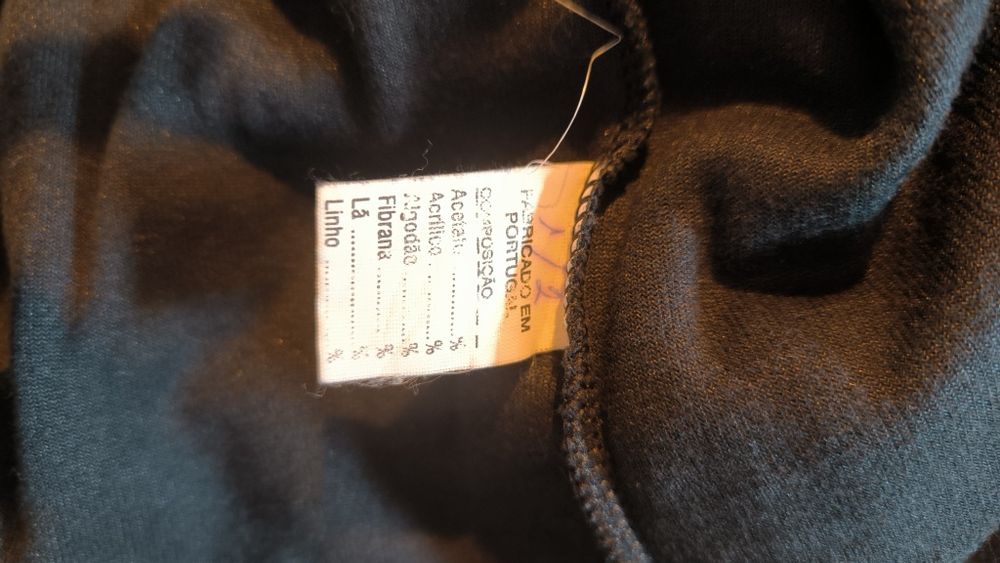 FABRICADO EM
PORTUGAL
COMPOSIÇÃO
Acetato ............ %
Acrílico ............ %
Algodão ............ %
Fibrana ............ %
Lã .................... %
Linho ................ %